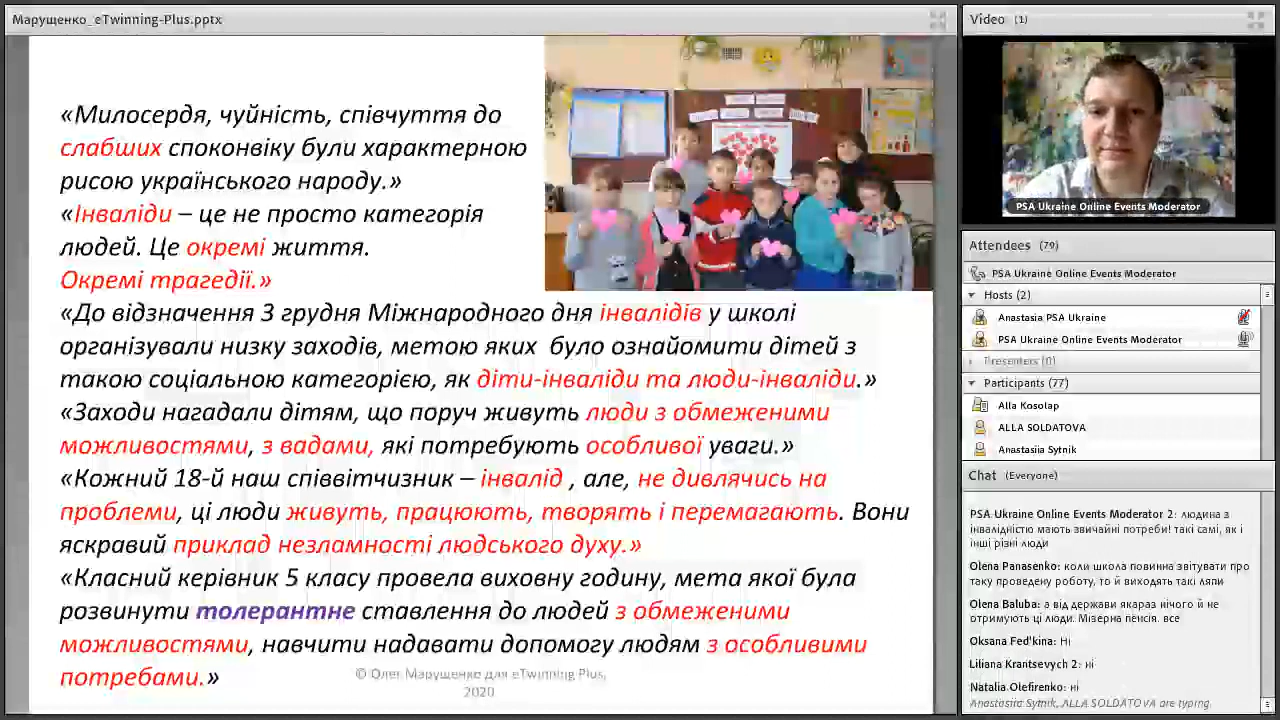 Марущенко_eTwinning-Plus.pptx
«Милосердя, чуйність, співчуття до
слабших споконвіку були характерною
рисою українського народу.»
«Інваліди – це не просто категорія
людей. Це окремі життя.
Окремі трагедії.»
«До відзначення 3 грудня Міжнародного дня інвалідів у школі
організували низку заходів, метою яких було ознайомити дітей з
такою соціальною категорією, як діти-інваліди та люди-інваліди.»
«Заходи нагадали дітям, що поруч живуть люди з обмеженими
можливостями, з вадами, які потребують особливої уваги.»
«Кожний 18-й наш співвітчизник – інвалід , але, не дивлячись на
проблеми, ці люди живуть, працюють, творять і перемагають. Вони
яскравий приклад незламності людського духу.»
«Класний керівник 5 класу провела виховну годину, мета якої була
розвинути толерантне ставлення до людей з обмеженими
можливостями, навчити надавати допомогу людям з особливими
потребами.»
© Олег Марущенко для eTwinning Plus,
2020
Video (1)
PSA Ukraine Online Events Moderator
Attendees (79)
PSA Ukraine Online Events Moderator
Hosts (2)
Anastasia PSA Ukraine
PSA Ukraine Online Events Moderator
Presenters (0)
Participants (77)
Alla Kosolap
ALLA SOLDATOVA
Anastasiia Sytnik
Chat (Everyone)
PSA Ukraine Online Events Moderator 2: людина з
інвалідністю мають звичайні потреби! такі самі, як і
інші різні люди
Olena Panasenko: коли школа повинна звітувати про
таку проведену роботу, то й виходять такі ляпи
Olena Baluba: а від держави якараз нічого й не
отримують ці люди. Мізерна пенсія. все
Oksana Fed'kina: Ні
Liliana Krantsevych 2: ні
Natalia Olefirenko: ні
Anastasiia Sytnik, ALLA SOLDATOVA are typing